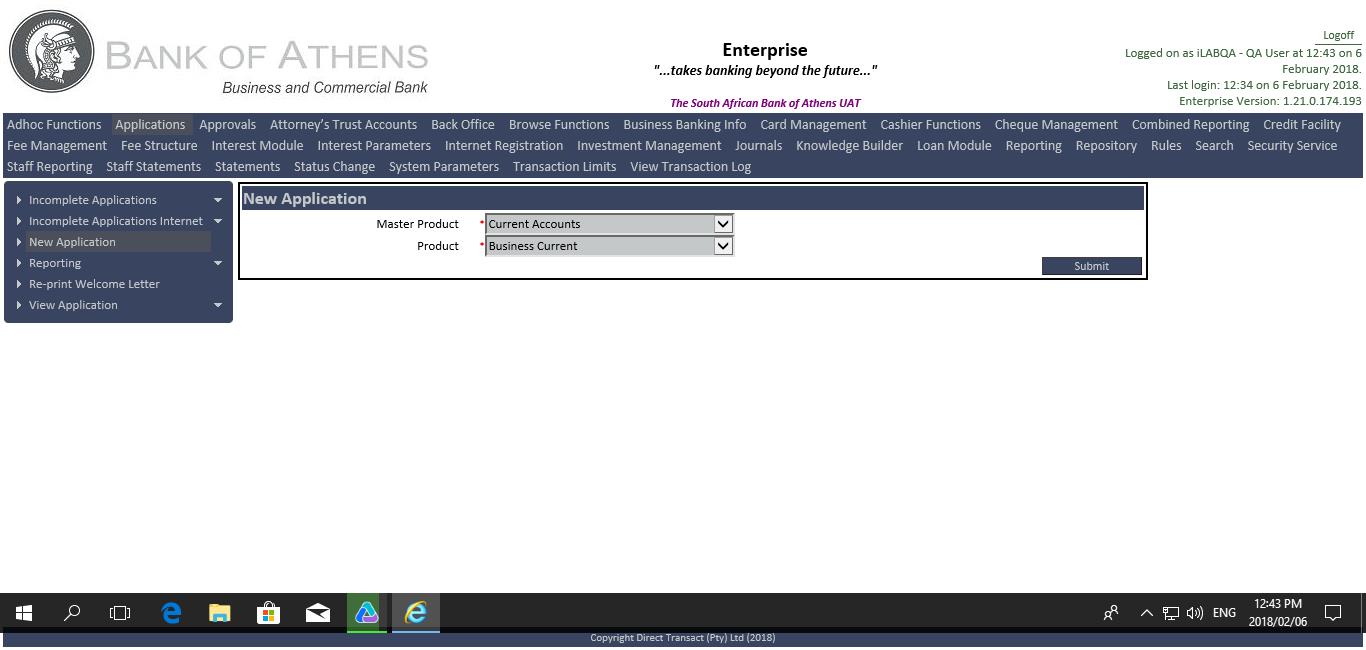 BANK OF ATHENS
Business and Commercial Bank
Enterprise
"...takes banking beyond the future..."
The South African Bank of Athens UAT
Logoff
Logged on as iLABQA - QA User at 12:43 on 6
February 2018.
Last login: 12:34 on 6 February 2018.
Enterprise Version: 1.21.0.174.193
Adhoc Functions Applications Approvals Attorney's Trust Accounts Back Office Browse Functions Business Banking Info Card Management Cashier Functions Cheque Management Combined Reporting Credit Facility
Fee Management Fee Structure Interest Module Interest Parameters Internet Registration Investment Management Journals Knowledge Builder Loan Module Reporting Repository Rules Search Security Service
Staff Reporting Staff Statements Statements Status Change System Parameters Transaction Limits View Transaction Log
Incomplete Applications
Incomplete Applications Internet
New Application
Reporting
Re-print Welcome Letter
View Application
New Application
Master Product * Current Accounts
Product * Business Current
Submit
ENG
12:43 PM
2018/02/06
Copyright Direct Transact (Pty) Ltd (2018)